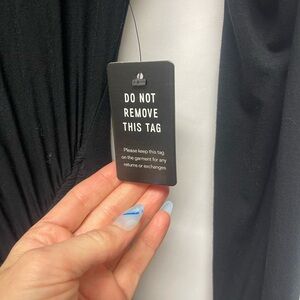 DO NOT
REMOVE
THIS TAG
Please keep this tag
on the garment for any
returns or exchanges